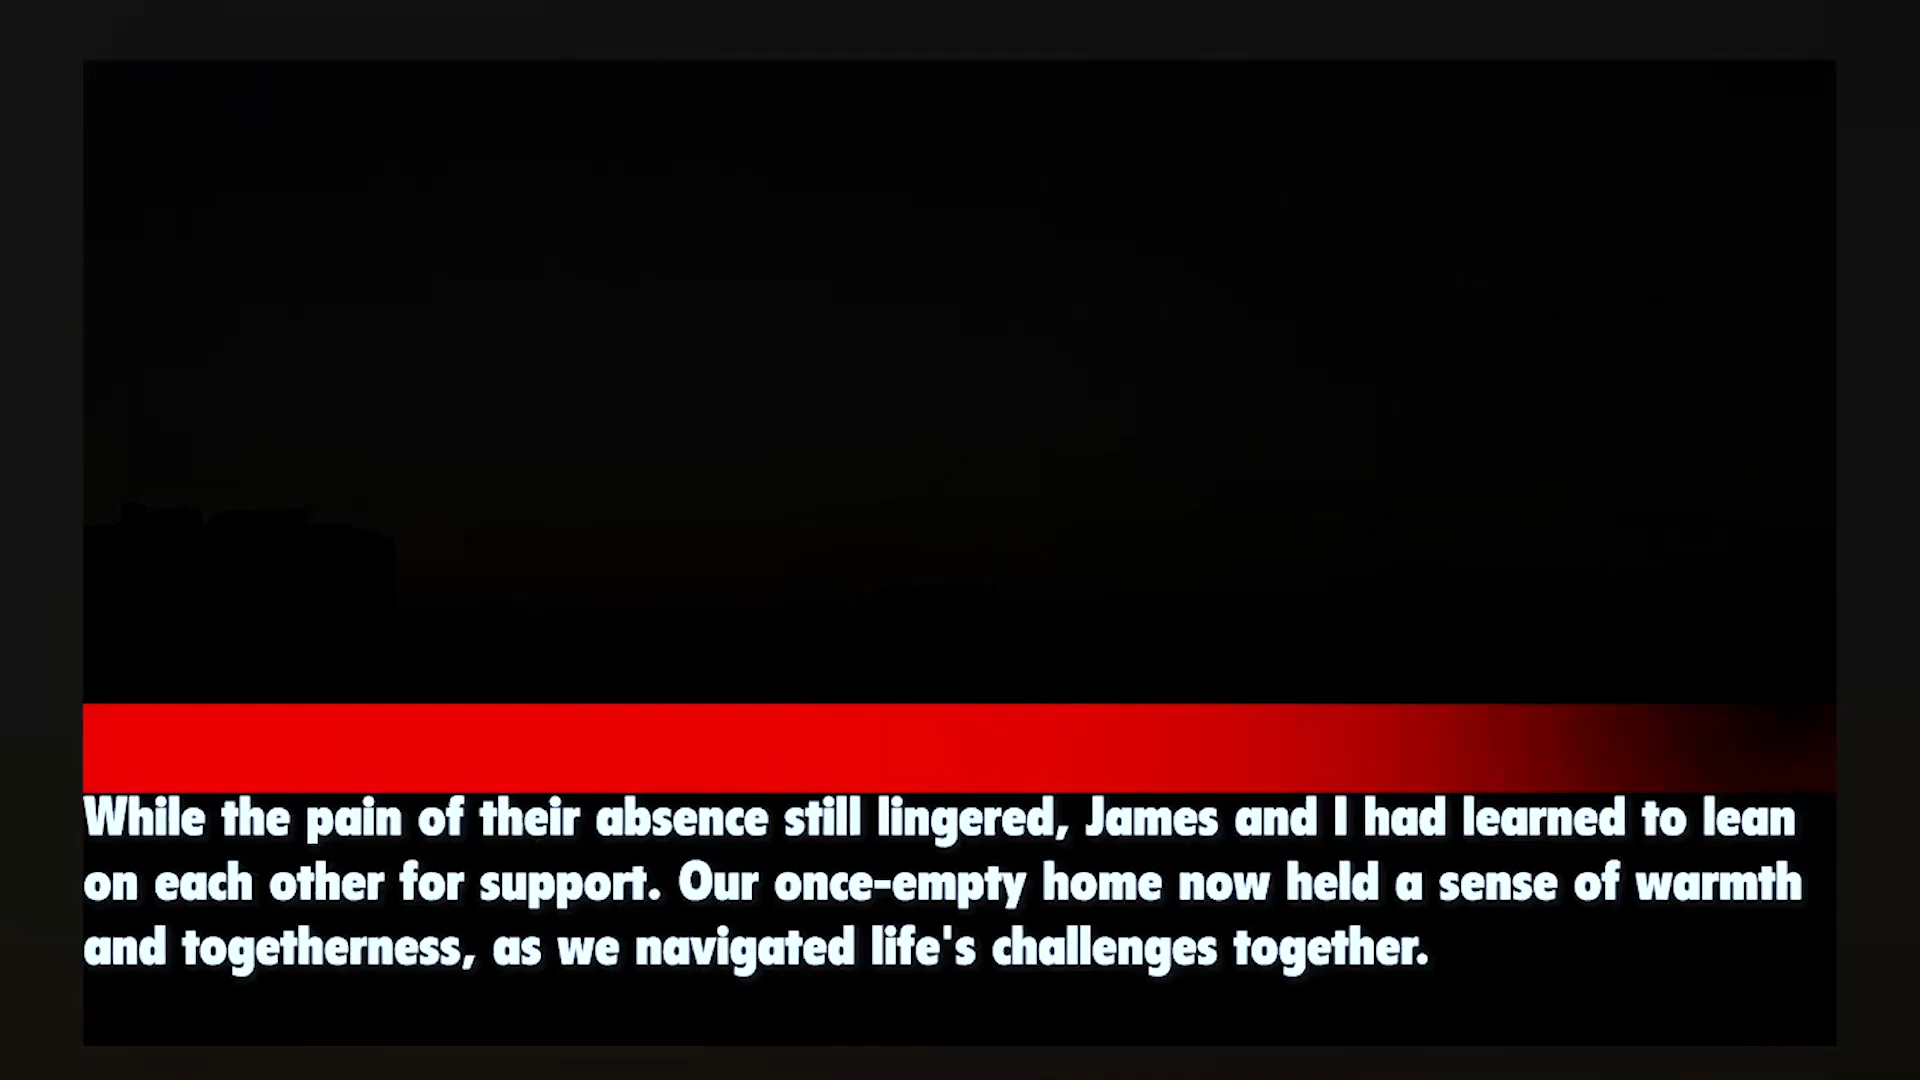 While the pain of their absence still lingered, James and I had learned to lean
on each other for support. Our once-empty home now held a sense of warmth
and togetherness, as we navigated life's challenges together.